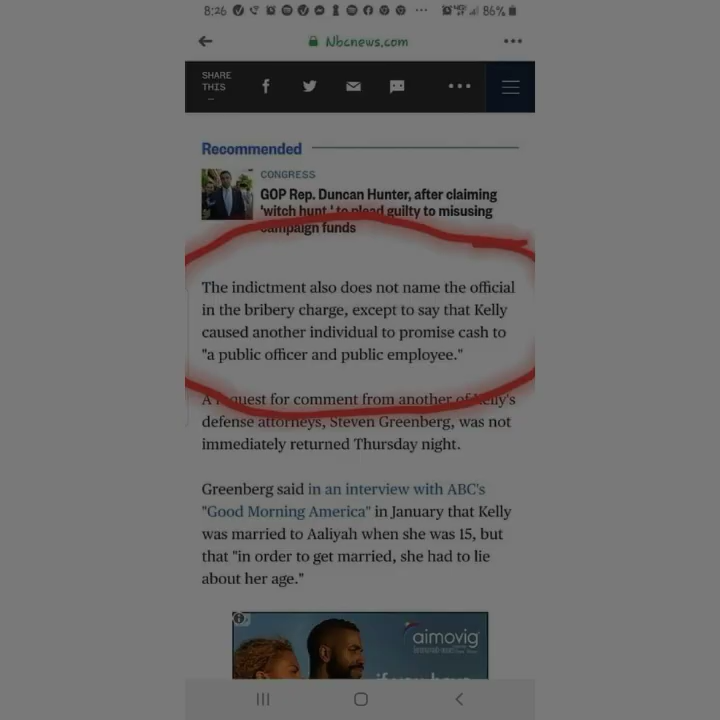 8:26
86%
Nbcnews.com
SHARE
THIS
Recommended
CONGRESS
GOP Rep. Duncan Hunter, after claiming
'witch hunt,' to plead guilty to misusing
campaign funds
The indictment also does not name the official
in the bribery charge, except to say that Kelly
caused another individual to promise cash to
"a public officer and public employee."
A request for comment from another of Kelly's
defense attorneys, Steven Greenberg, was not
immediately returned Thursday night.
Greenberg said in an interview with ABC's
"Good Morning America" in January that Kelly
was married to Aaliyah when she was 15, but
that "in order to get married, she had to lie
about her age."
aimovig